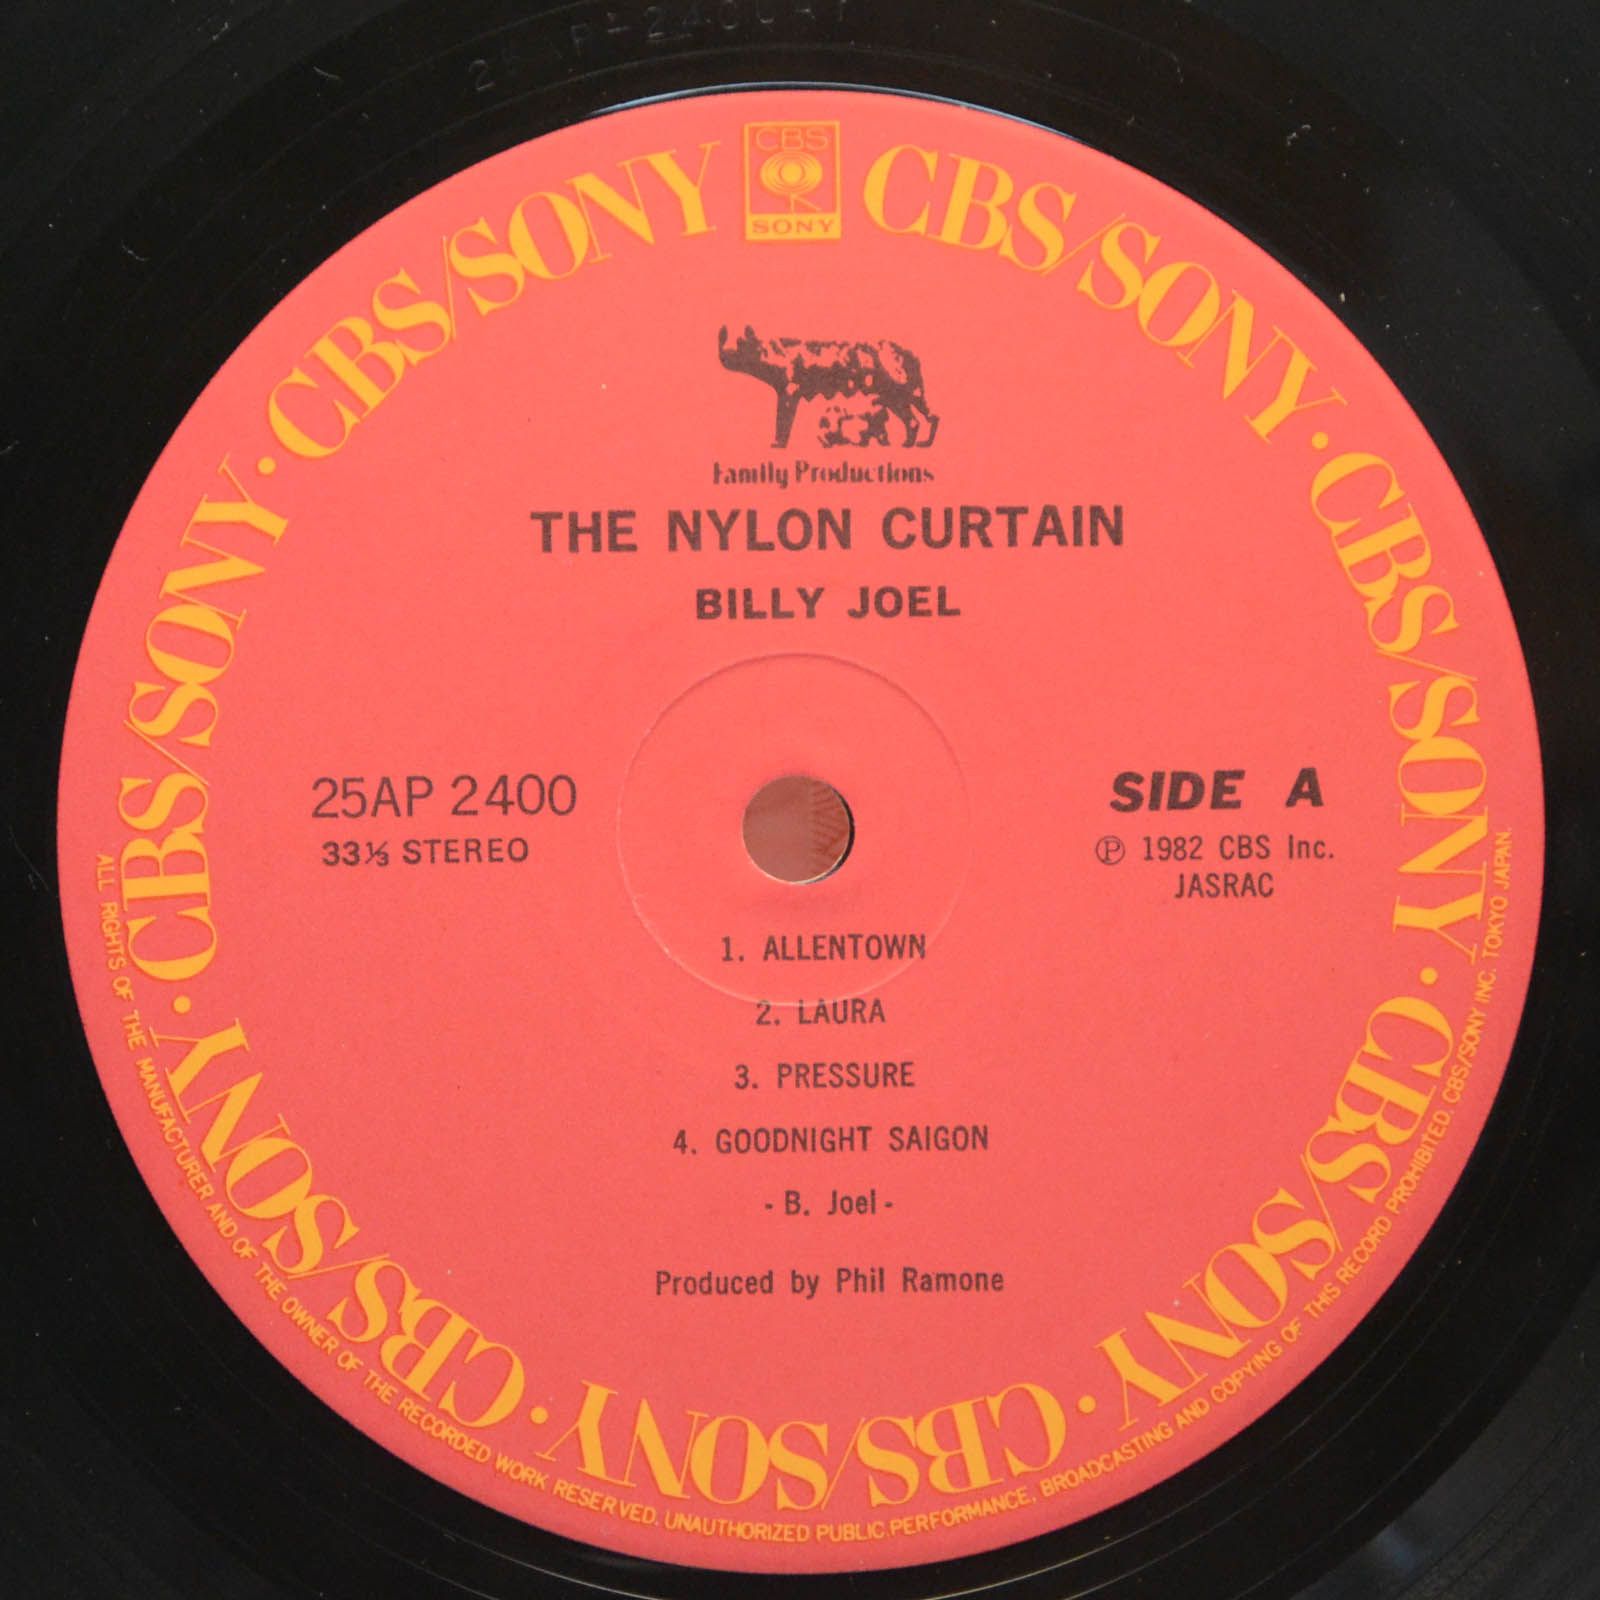 CBS
SONY
CBS/SONY · CBS/SONY · CBS/SONY · CBS/SONY · CBS/SONY · CBS/SONY · CBS/SONY
Family Productions
THE NYLON CURTAIN
BILLY JOEL
25AP 2400
33⅓ STEREO
SIDE A
Ⓟ 1982 CBS Inc.
JASRAC
1. ALLENTOWN
2. LAURA
3. PRESSURE
4. GOODNIGHT SAIGON
- B. Joel -
Produced by Phil Ramone
ALL RIGHTS OF THE MANUFACTURER AND OF THE OWNER OF THE RECORDED WORK RESERVED. UNAUTHORIZED PUBLIC PERFORMANCE, BROADCASTING AND COPYING OF THIS RECORD PROHIBITED. CBS/SONY INC. TOKYO JAPAN.